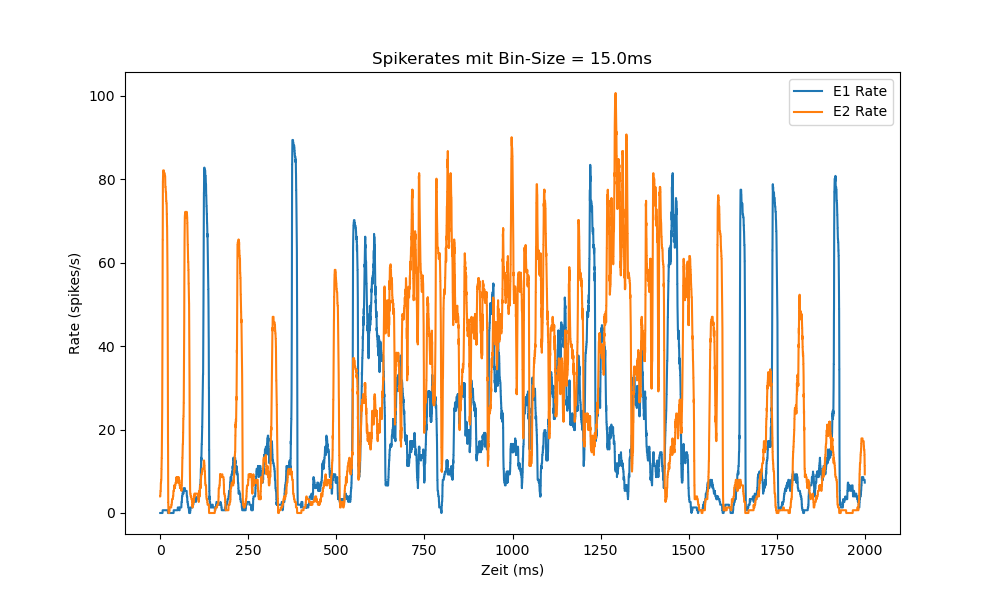 Spikerates mit Bin-Size = 15.0ms
E1 Rate
E2 Rate
100
80
60
40
20
0
Rate (spikes/s)
0 250 500 750 1000 1250 1500 1750 2000
Zeit (ms)